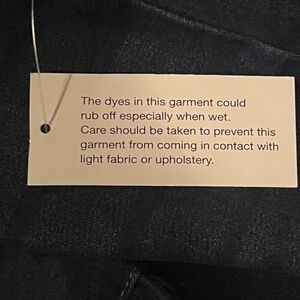 The dyes in this garment could
rub off especially when wet.
Care should be taken to prevent this
garment from coming in contact with
light fabric or upholstery.